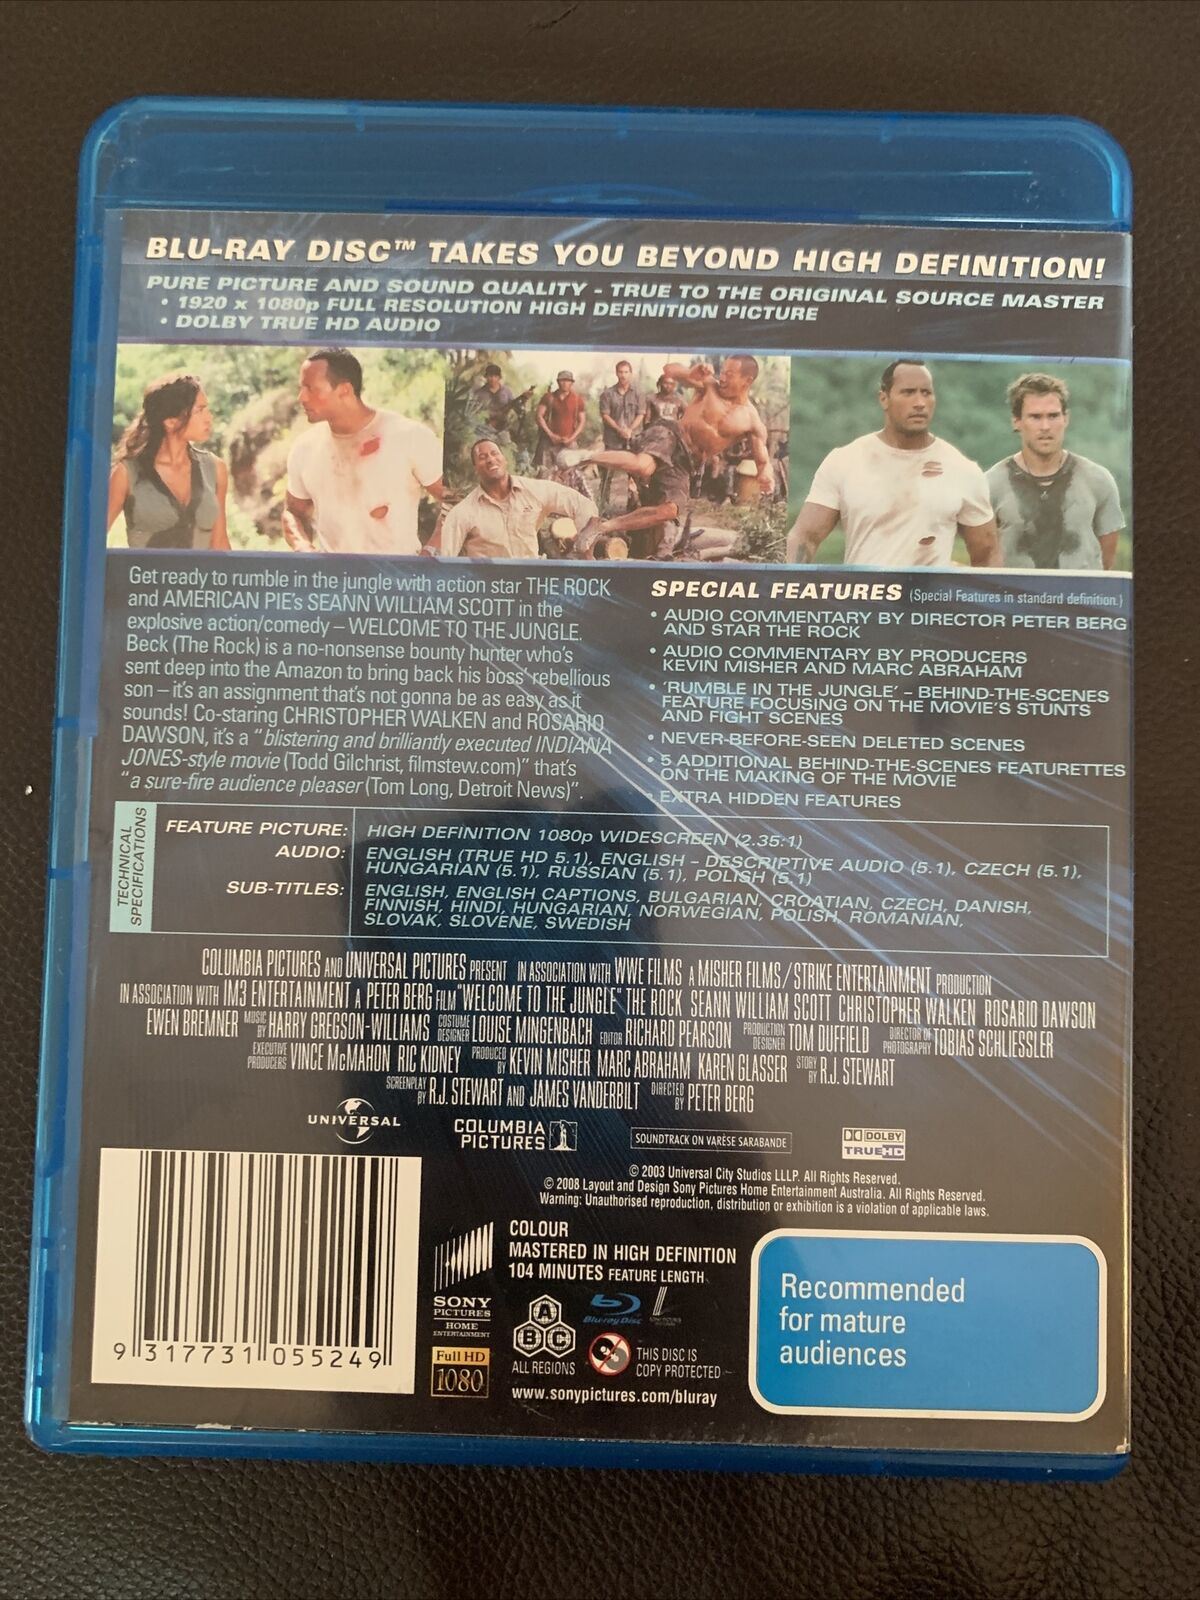 BLU-RAY DISC™ TAKES YOU BEYOND HIGH DEFINITION!
PURE PICTURE AND SOUND QUALITY - TRUE TO THE ORIGINAL SOURCE MASTER
• 1920 x 1080p FULL RESOLUTION HIGH DEFINITION PICTURE
• DOLBY TRUE HD AUDIO
Get ready to rumble in the jungle with action star THE ROCK
and AMERICAN PIE's SEANN WILLIAM SCOTT in the
explosive action/comedy – WELCOME TO THE JUNGLE.
Beck (The Rock) is a no-nonsense bounty hunter who's
sent deep into the Amazon to bring back his boss' rebellious
son – it's an assignment that's not gonna be as easy as it
sounds! Co-staring CHRISTOPHER WALKEN and ROSARIO
DAWSON, it's a "blistering and brilliantly executed INDIANA
JONES-style movie (Todd Gilchrist, filmstew.com)" that's
"a sure-fire audience pleaser (Tom Long, Detroit News)".
SPECIAL FEATURES (Special Features in standard definition.)
• AUDIO COMMENTARY BY DIRECTOR PETER BERG
AND STAR THE ROCK
• AUDIO COMMENTARY BY PRODUCERS
KEVIN MISHER AND MARC ABRAHAM
• 'RUMBLE IN THE JUNGLE' – BEHIND-THE-SCENES
FEATURE FOCUSING ON THE MOVIE'S STUNTS
AND FIGHT SCENES
• NEVER-BEFORE-SEEN DELETED SCENES
• 5 ADDITIONAL BEHIND-THE-SCENES FEATURETTES
ON THE MAKING OF THE MOVIE
• EXTRA HIDDEN FEATURES
TECHNICAL
SPECIFICATIONS
FEATURE PICTURE: HIGH DEFINITION 1080p WIDESCREEN (2.35:1)
AUDIO: ENGLISH (TRUE HD 5.1), ENGLISH – DESCRIPTIVE AUDIO (5.1), CZECH (5.1),
HUNGARIAN (5.1), RUSSIAN (5.1), POLISH (5.1)
SUB-TITLES: ENGLISH, ENGLISH CAPTIONS, BULGARIAN, CROATIAN, CZECH, DANISH,
FINNISH, HINDI, HUNGARIAN, NORWEGIAN, POLISH, ROMANIAN,
SLOVAK, SLOVENE, SWEDISH
COLUMBIA PICTURES AND UNIVERSAL PICTURES PRESENT IN ASSOCIATION WITH WWE FILMS A MISHER FILMS/STRIKE ENTERTAINMENT PRODUCTION
IN ASSOCIATION WITH IM3 ENTERTAINMENT A PETER BERG FILM "WELCOME TO THE JUNGLE" THE ROCK SEANN WILLIAM SCOTT CHRISTOPHER WALKEN ROSARIO DAWSON
EWEN BREMNER MUSIC BY HARRY GREGSON-WILLIAMS COSTUME DESIGNER LOUISE MINGENBACH EDITOR RICHARD PEARSON PRODUCTION DESIGNER TOM DUFFIELD DIRECTOR OF PHOTOGRAPHY TOBIAS SCHLIESSLER
EXECUTIVE PRODUCERS VINCE McMAHON RIC KIDNEY PRODUCED BY KEVIN MISHER MARC ABRAHAM KAREN GLASSER STORY BY R.J. STEWART
SCREENPLAY BY R.J. STEWART AND JAMES VANDERBILT DIRECTED BY PETER BERG
UNIVERSAL
COLUMBIA
PICTURES
SOUNDTRACK ON VARÈSE SARABANDE
DOLBY
TRUEHD
© 2003 Universal City Studios LLLP. All Rights Reserved.
© 2008 Layout and Design Sony Pictures Home Entertainment Australia. All Rights Reserved.
Warning: Unauthorised reproduction, distribution or exhibition is a violation of applicable laws.
9 317731 055249
COLOUR
MASTERED IN HIGH DEFINITION
104 MINUTES FEATURE LENGTH
SONY
PICTURES
HOME
ENTERTAINMENT
Full HD
1080
A
B C
ALL REGIONS
Blu-ray Disc
THIS DISC IS
COPY PROTECTED
www.sonypictures.com/bluray
Recommended
for mature
audiences